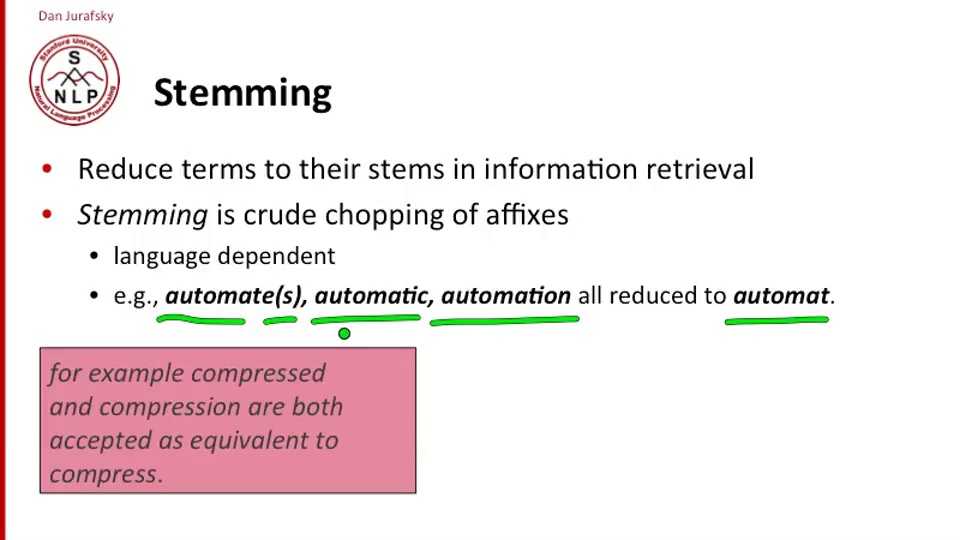 Dan Jurafsky
Stanford University
S
NLP
Natural Language Processing
Stemming
• Reduce terms to their stems in information retrieval
• Stemming is crude chopping of affixes
• language dependent
• e.g., automate(s), automatic, automation all reduced to automat.
for example compressed
and compression are both
accepted as equivalent to
compress.